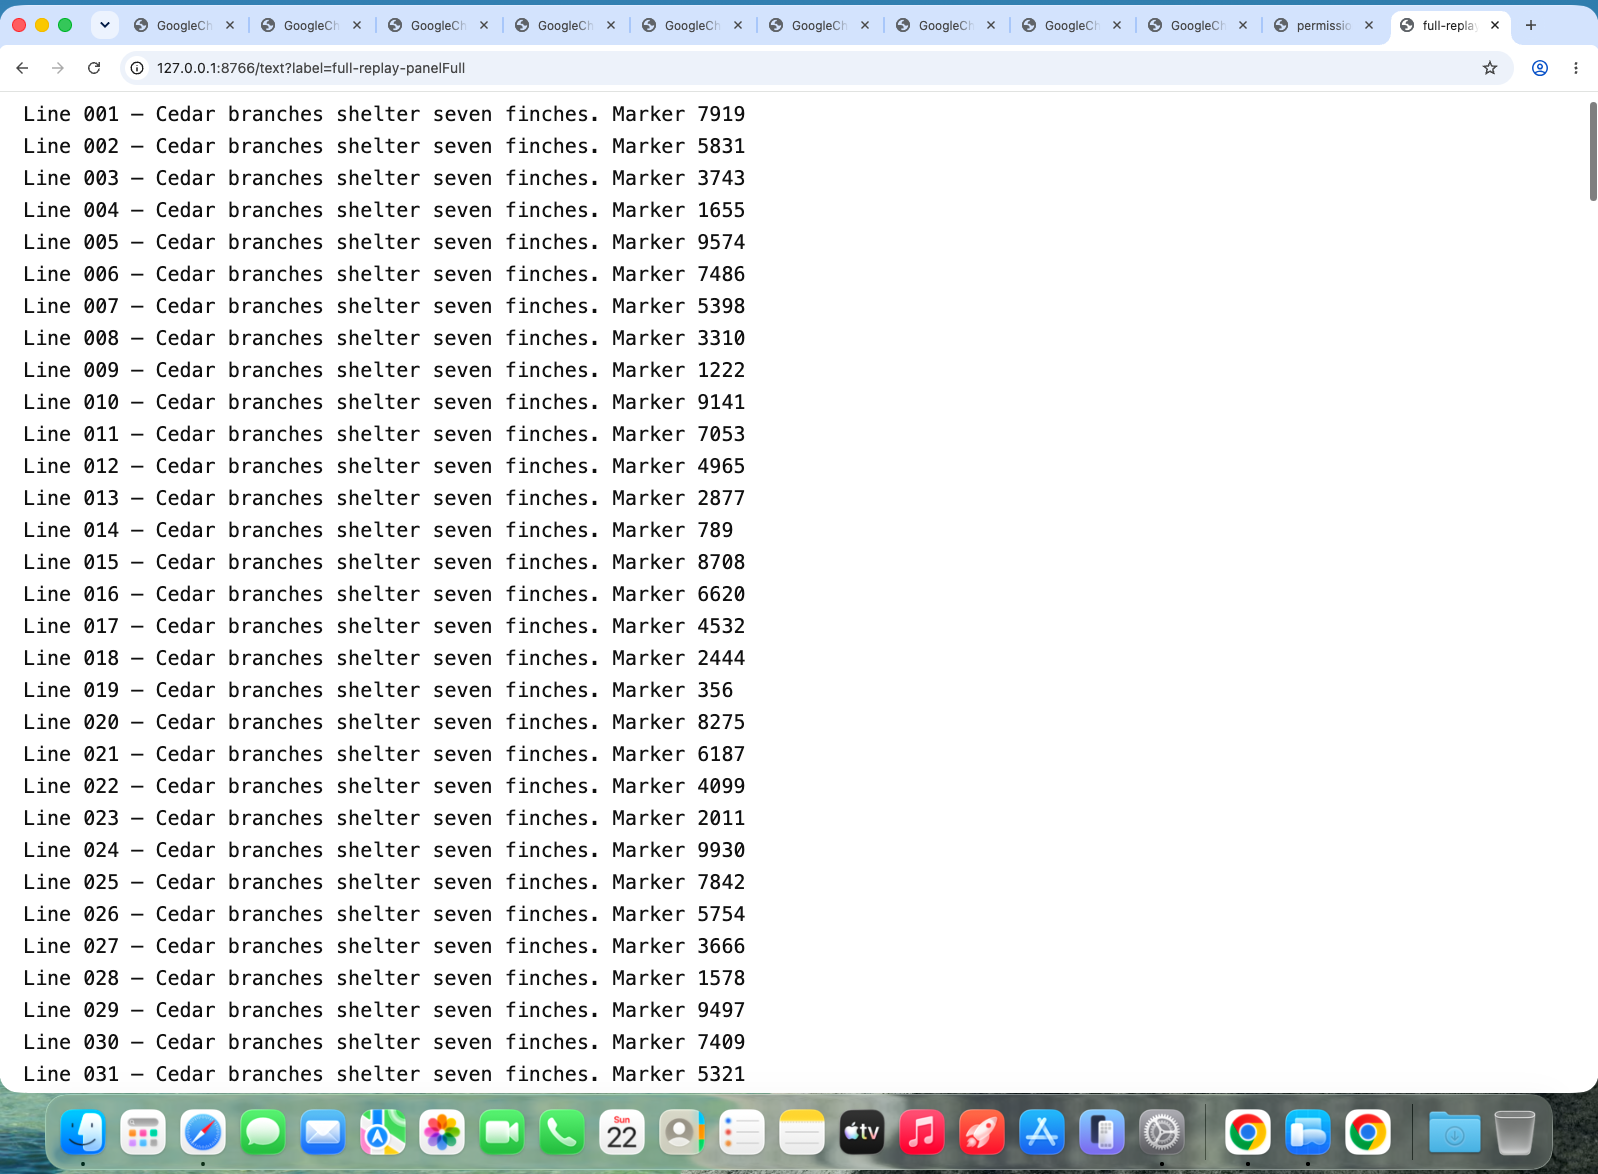 GoogleCh
GoogleCh
GoogleCh
GoogleCh
GoogleCh
GoogleCh
GoogleCh
GoogleCh
GoogleCh
permissio
full-replay
127.0.0.1:8766/text?label=full-replay-panelFull
Line 001 — Cedar branches shelter seven finches. Marker 7919
Line 002 — Cedar branches shelter seven finches. Marker 5831
Line 003 — Cedar branches shelter seven finches. Marker 3743
Line 004 — Cedar branches shelter seven finches. Marker 1655
Line 005 — Cedar branches shelter seven finches. Marker 9574
Line 006 — Cedar branches shelter seven finches. Marker 7486
Line 007 — Cedar branches shelter seven finches. Marker 5398
Line 008 — Cedar branches shelter seven finches. Marker 3310
Line 009 — Cedar branches shelter seven finches. Marker 1222
Line 010 — Cedar branches shelter seven finches. Marker 9141
Line 011 — Cedar branches shelter seven finches. Marker 7053
Line 012 — Cedar branches shelter seven finches. Marker 4965
Line 013 — Cedar branches shelter seven finches. Marker 2877
Line 014 — Cedar branches shelter seven finches. Marker 789
Line 015 — Cedar branches shelter seven finches. Marker 8708
Line 016 — Cedar branches shelter seven finches. Marker 6620
Line 017 — Cedar branches shelter seven finches. Marker 4532
Line 018 — Cedar branches shelter seven finches. Marker 2444
Line 019 — Cedar branches shelter seven finches. Marker 356
Line 020 — Cedar branches shelter seven finches. Marker 8275
Line 021 — Cedar branches shelter seven finches. Marker 6187
Line 022 — Cedar branches shelter seven finches. Marker 4099
Line 023 — Cedar branches shelter seven finches. Marker 2011
Line 024 — Cedar branches shelter seven finches. Marker 9930
Line 025 — Cedar branches shelter seven finches. Marker 7842
Line 026 — Cedar branches shelter seven finches. Marker 5754
Line 027 — Cedar branches shelter seven finches. Marker 3666
Line 028 — Cedar branches shelter seven finches. Marker 1578
Line 029 — Cedar branches shelter seven finches. Marker 9497
Line 030 — Cedar branches shelter seven finches. Marker 7409
Line 031 — Cedar branches shelter seven finches. Marker 5321
Sun
22
tv